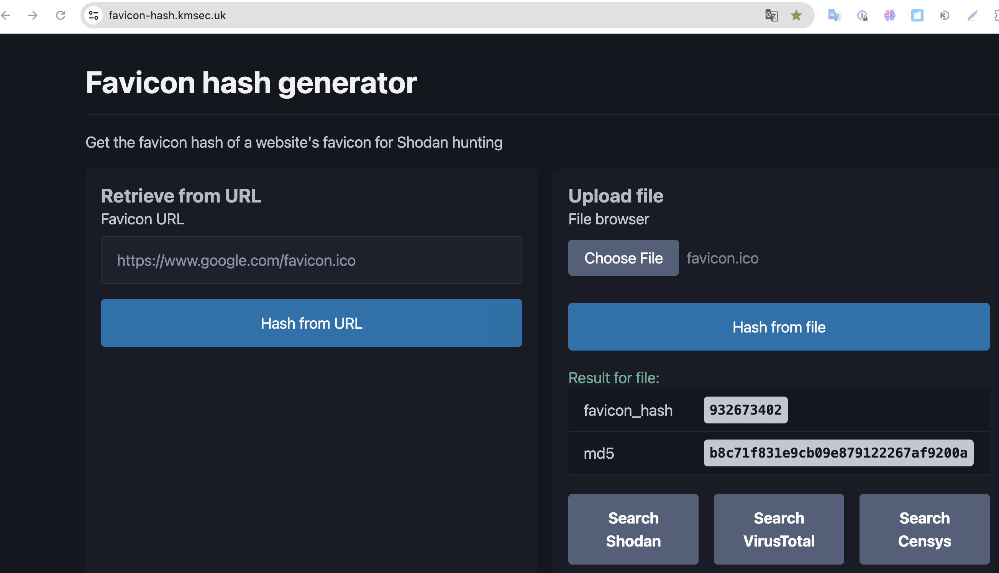 favicon-hash.kmsec.uk
Favicon hash generator
Get the favicon hash of a website's favicon for Shodan hunting
Retrieve from URL
Favicon URL
https://www.google.com/favicon.ico
Hash from URL
Upload file
File browser
Choose File favicon.ico
Hash from file
Result for file:
favicon_hash 932673402
md5 b8c71f831e9cb09e879122267af9200a
Search
Shodan
Search
VirusTotal
Search
Censys